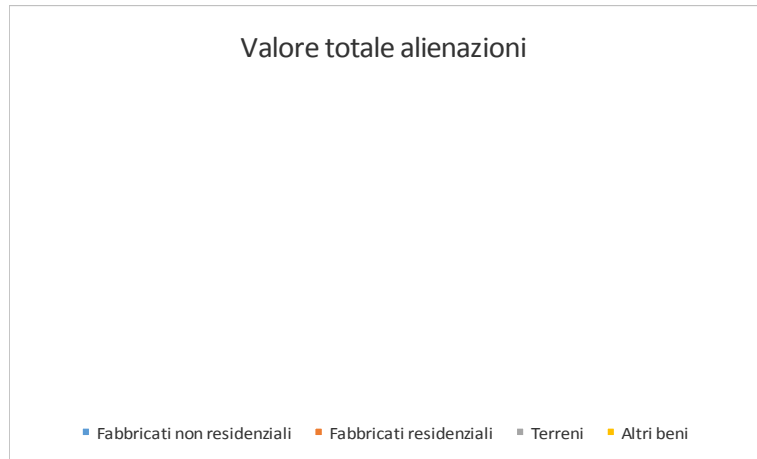 Valore totale alienazioni
Fabbricati non residenziali Fabbricati residenziali Terreni Altri beni